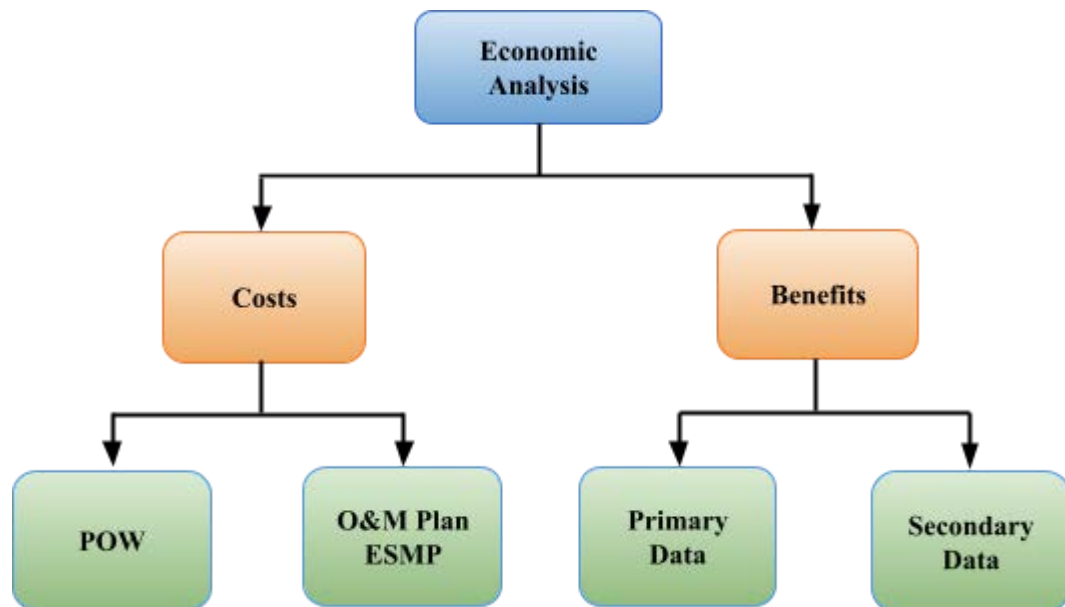 Economic
Analysis
Costs
Benefits
POW
O&M Plan
ESMP
Primary
Data
Secondary
Data